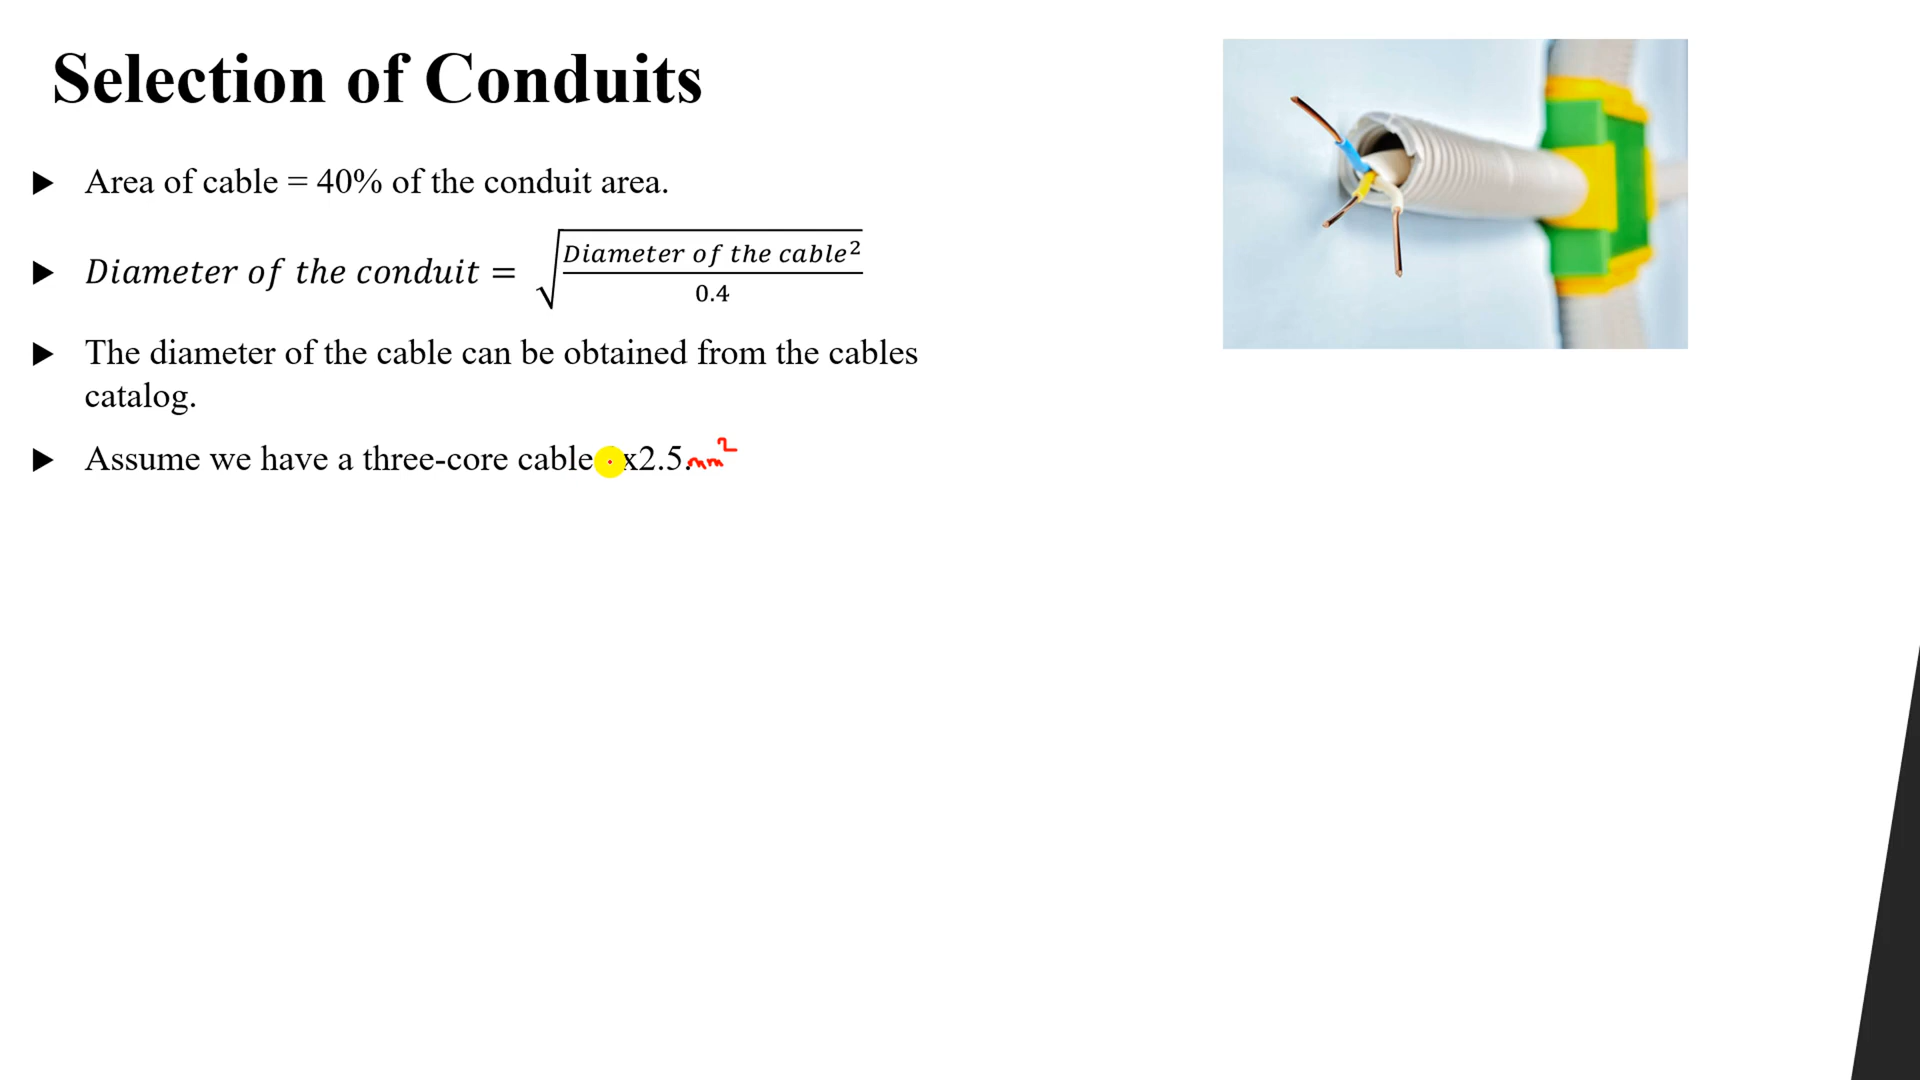 Selection of Conduits
Area of cable = 40% of the conduit area.
Diameter of the conduit = √(Diameter of the cable² / 0.4)
The diameter of the cable can be obtained from the cables
catalog.
Assume we have a three-core cable x2.5. mm²